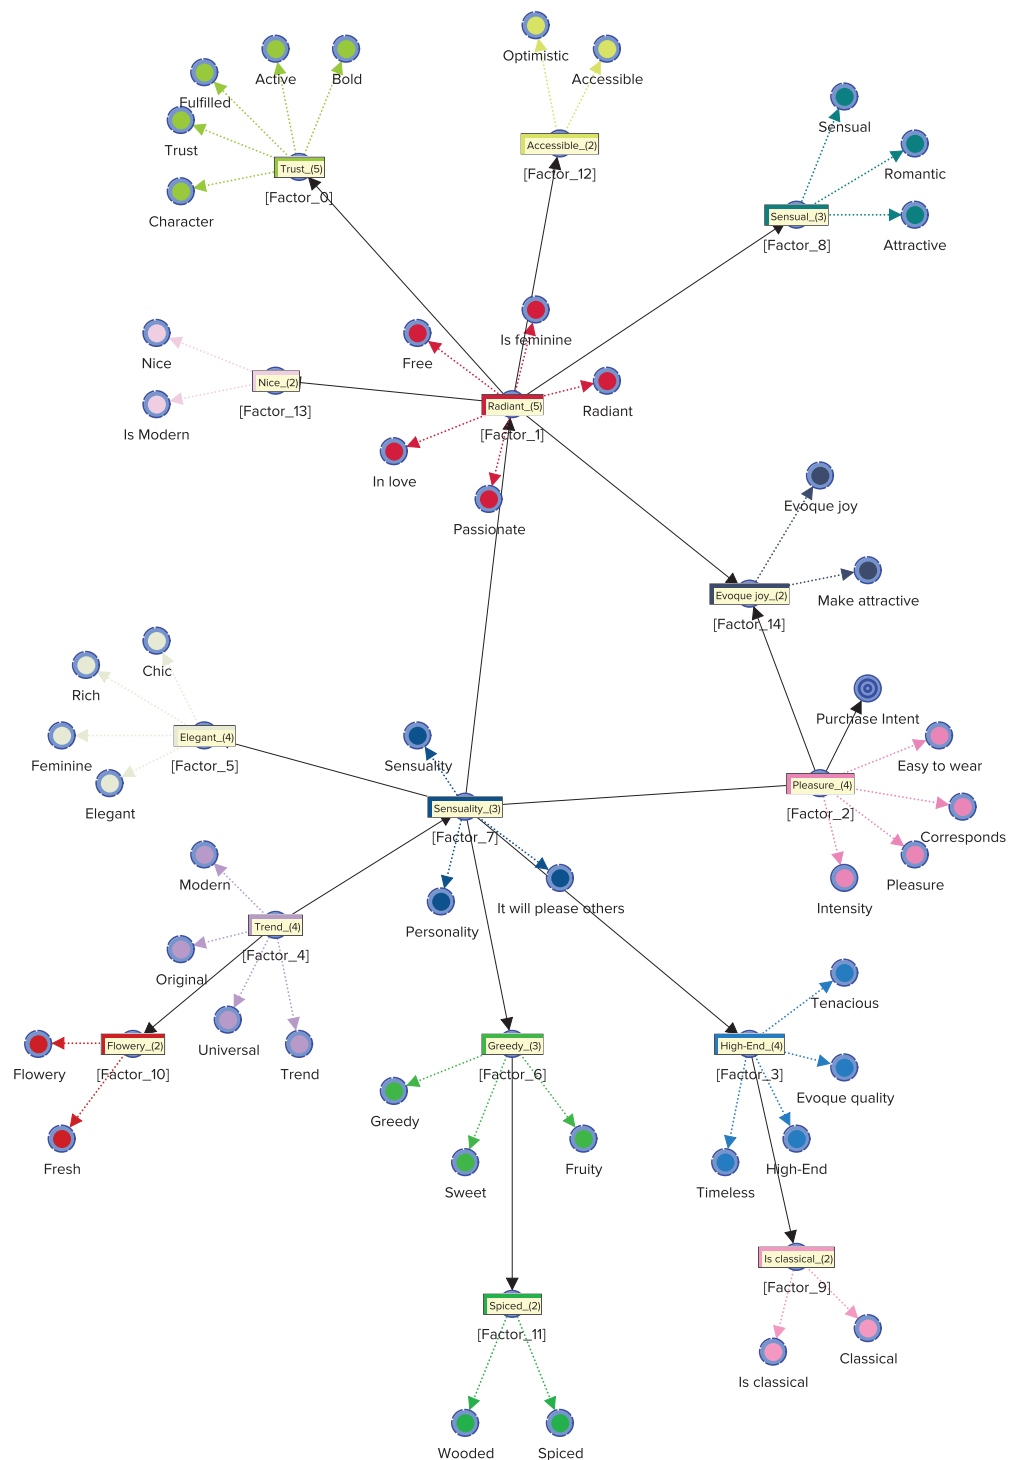 Optimistic
Accessible
Active
Bold
Fulfilled
Trust
Character
Trust_(5)
[Factor_0]
Accessible_(2)
[Factor_12]
Sensual
Romantic
Attractive
Sensual_(3)
[Factor_8]
Nice
Is Modern
Nice_(2)
[Factor_13]
Free
Is feminine
Radiant
Radiant_(5)
[Factor_1]
In love
Passionate
Evoque joy
Make attractive
Evoque joy_(2)
[Factor_14]
Chic
Rich
Feminine
Elegant
Elegant_(4)
[Factor_5]
Sensuality
Sensuality_(3)
[Factor_7]
Personality
It will please others
Purchase Intent
Easy to wear
Pleasure_(4)
[Factor_2]
Corresponds
Pleasure
Intensity
Modern
Trend_(4)
[Factor_4]
Original
Universal
Trend
Flowery
Flowery_(2)
[Factor_10]
Fresh
Greedy_(3)
[Factor_6]
Greedy
Sweet
Fruity
Tenacious
High-End_(4)
[Factor_3]
Evoque quality
High-End
Timeless
Is classical_(2)
[Factor_9]
Is classical
Classical
Spiced_(2)
[Factor_11]
Wooded
Spiced